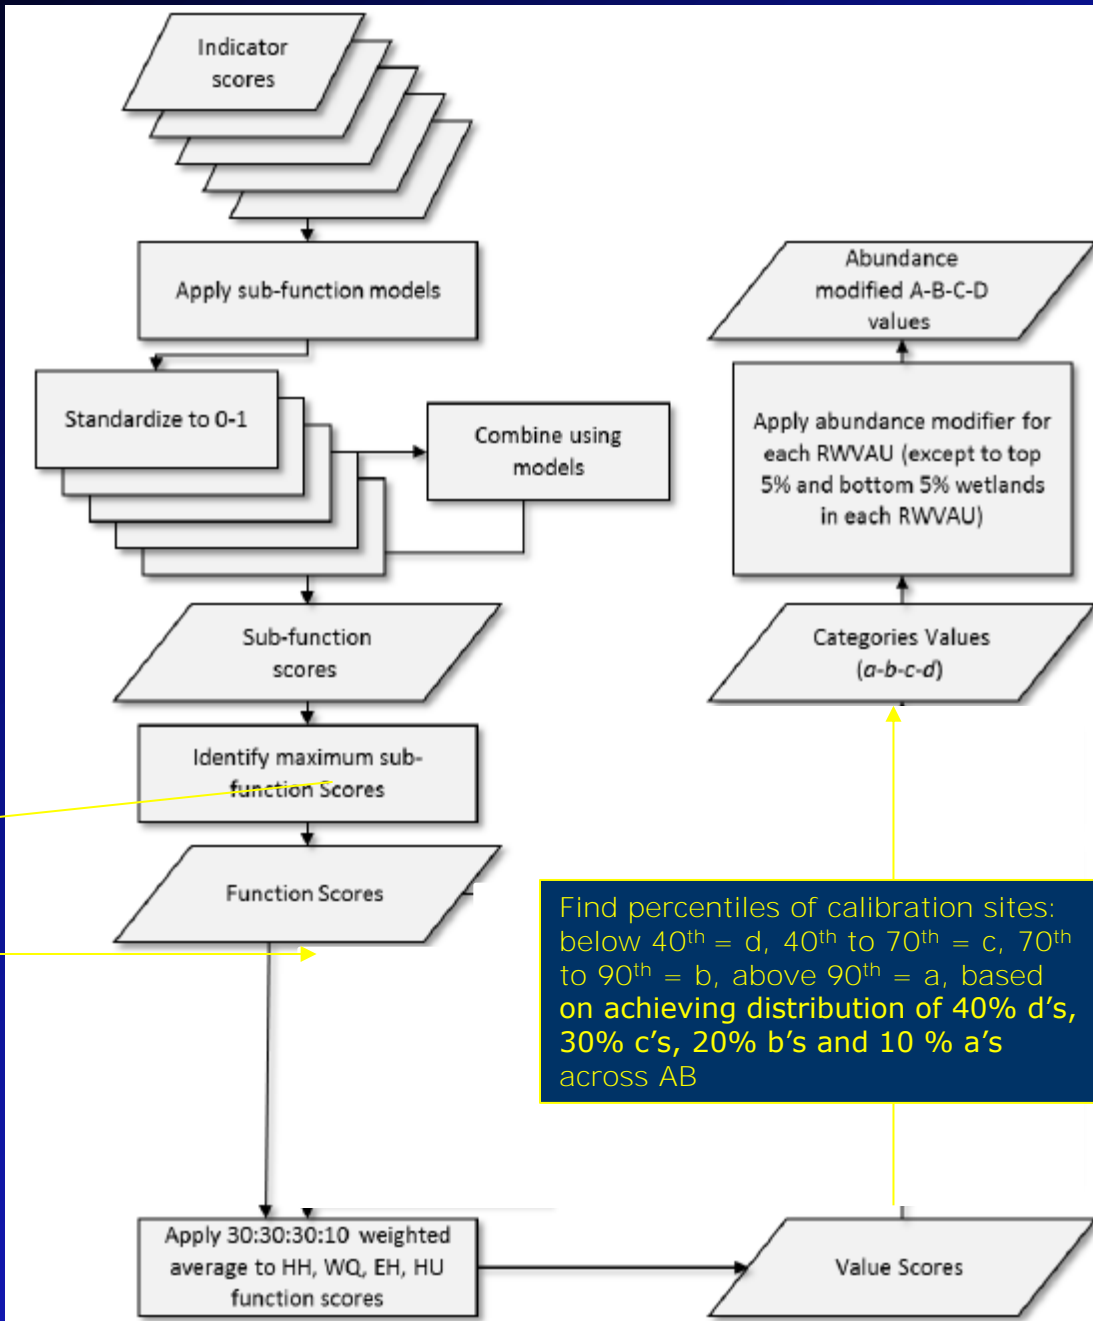 Indicator
scores
Apply sub-function models
Standardize to 0-1
Combine using
models
Sub-function
scores
Identify maximum sub-
function Scores
Function Scores
Apply 30:30:30:10 weighted
average to HH, WQ, EH, HU
function scores
Value Scores
Find percentiles of calibration sites:
below 40th = d, 40th to 70th = c, 70th
to 90th = b, above 90th = a, based
on achieving distribution of 40% d's,
30% c's, 20% b's and 10 % a's
across AB
Categories Values
(a-b-c-d)
Apply abundance modifier for
each RWVAU (except to top
5% and bottom 5% wetlands
in each RWVAU)
Abundance
modified A-B-C-D
values